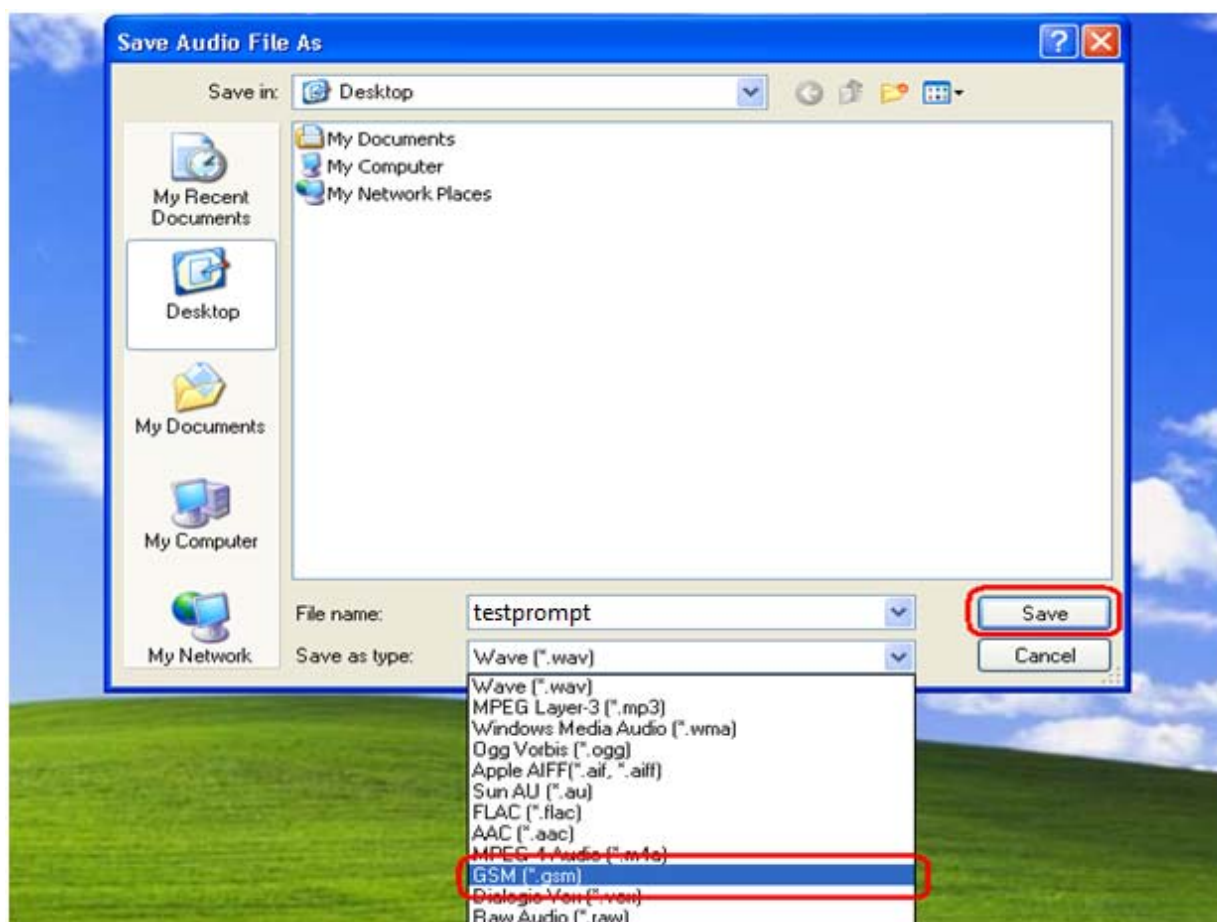 Save Audio File As
Save in:
Desktop
My Recent
Documents
Desktop
My Documents
My Computer
My Network
My Documents
My Computer
My Network Places
File name:
testprompt
Save
Save as type:
Wave (*.wav)
Cancel
Wave (*.wav)
MPEG Layer-3 (*.mp3)
Windows Media Audio (*.wma)
Ogg Vorbis (*.ogg)
Apple AIFF(*.aif, *.aiff)
Sun AU (*.au)
FLAC (*.flac)
AAC (*.aac)
MPEG-4 Audio (*.m4a)
GSM (*.gsm)
Dialogic Vox (*.vox)
Raw Audio (*.raw)